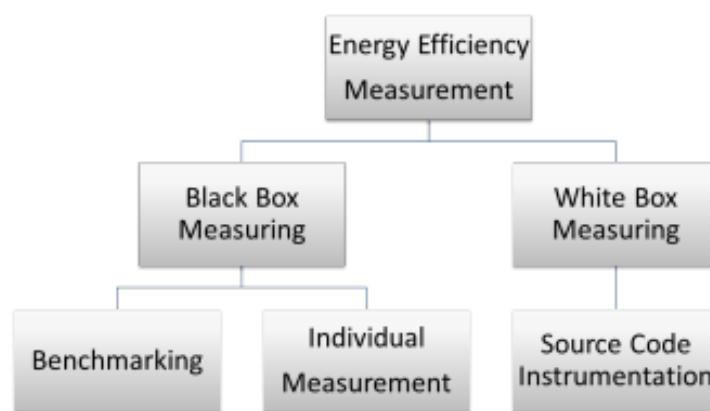 Energy Efficiency
Measurement
Black Box
Measuring
White Box
Measuring
Benchmarking
Individual
Measurement
Source Code
Instrumentation